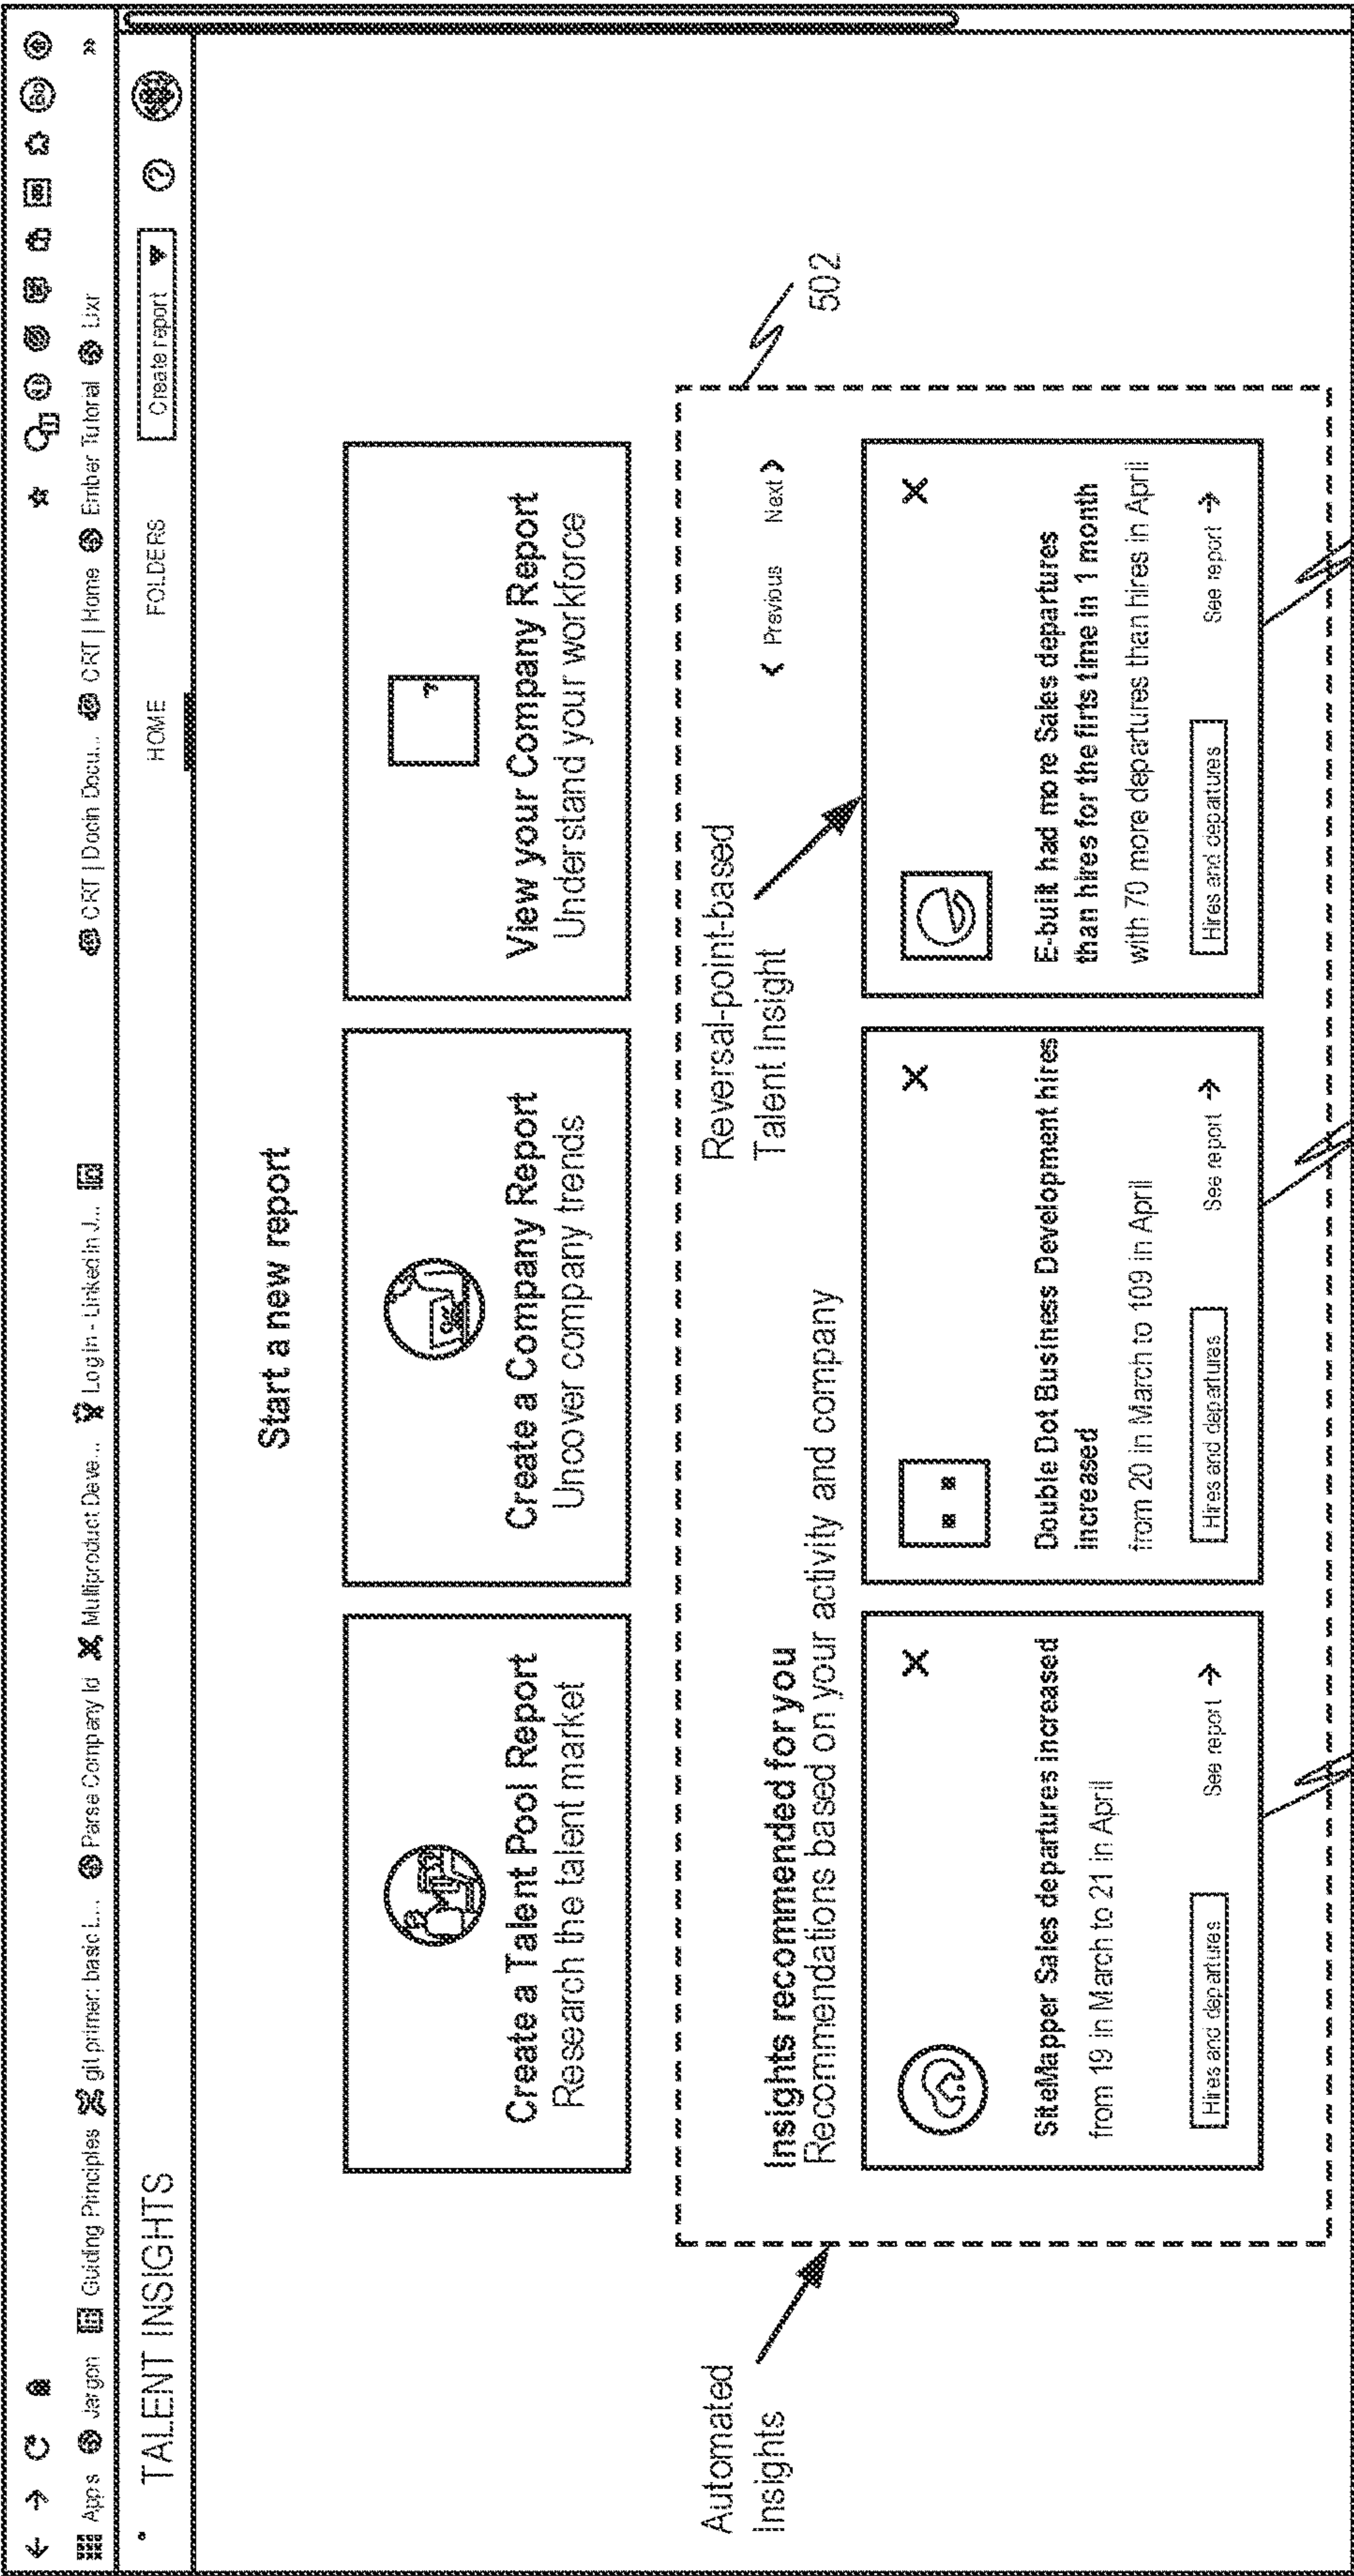 Apps Jargon Guiding Principles git primer: basic L... Parse Company Id Multiproduct Deve... Login - LinkedIn J... CRT | Docin Docu... CRT | Home Ember Tutorial Lixr »
TALENT INSIGHTS HOME FOLDERS Create report ?
Start a new report
Create a Talent Pool Report
Research the talent market
Create a Company Report
Uncover company trends
View your Company Report
Understand your workforce
Automated
Insights
Reversal-point-based
Talent Insight
502
Insights recommended for you
Recommendations based on your activity and company
Previous Next
SiteMapper Sales departures increased
from 19 in March to 21 in April
Hires and departures See report →
Double Dot Business Development hires
increased
from 20 in March to 109 in April
Hires and departures See report →
E-built had more Sales departures
than hires for the firts time in 1 month
with 70 more departures than hires in April
Hires and departures See report →